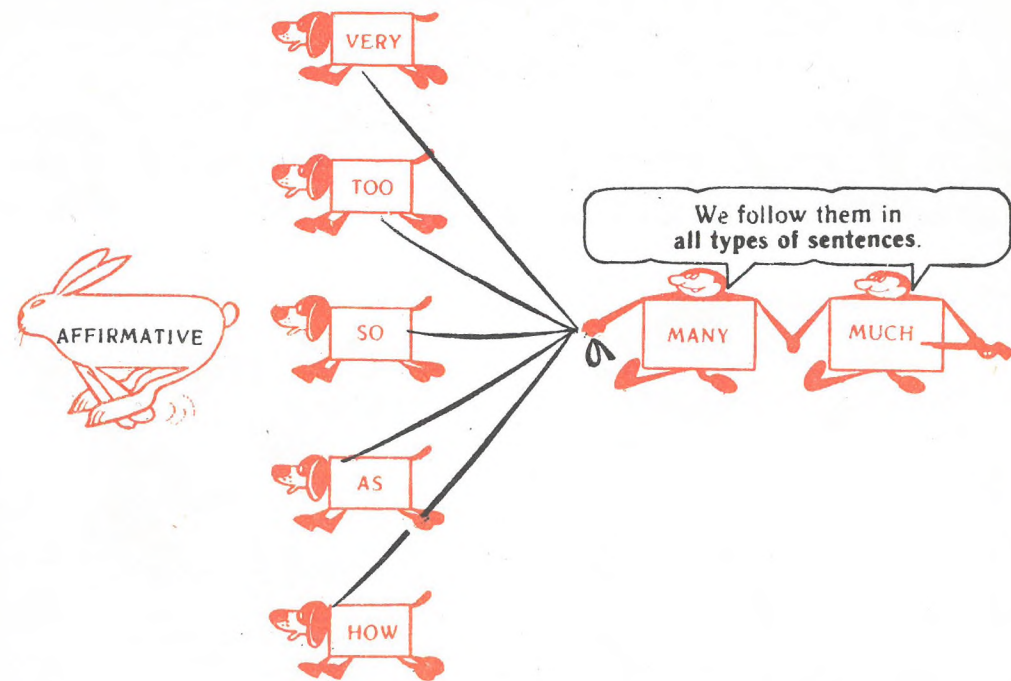 VERY
TOO
We follow them in
all types of sentences.
AFFIRMATIVE
SO
MANY
MUCH
AS
HOW